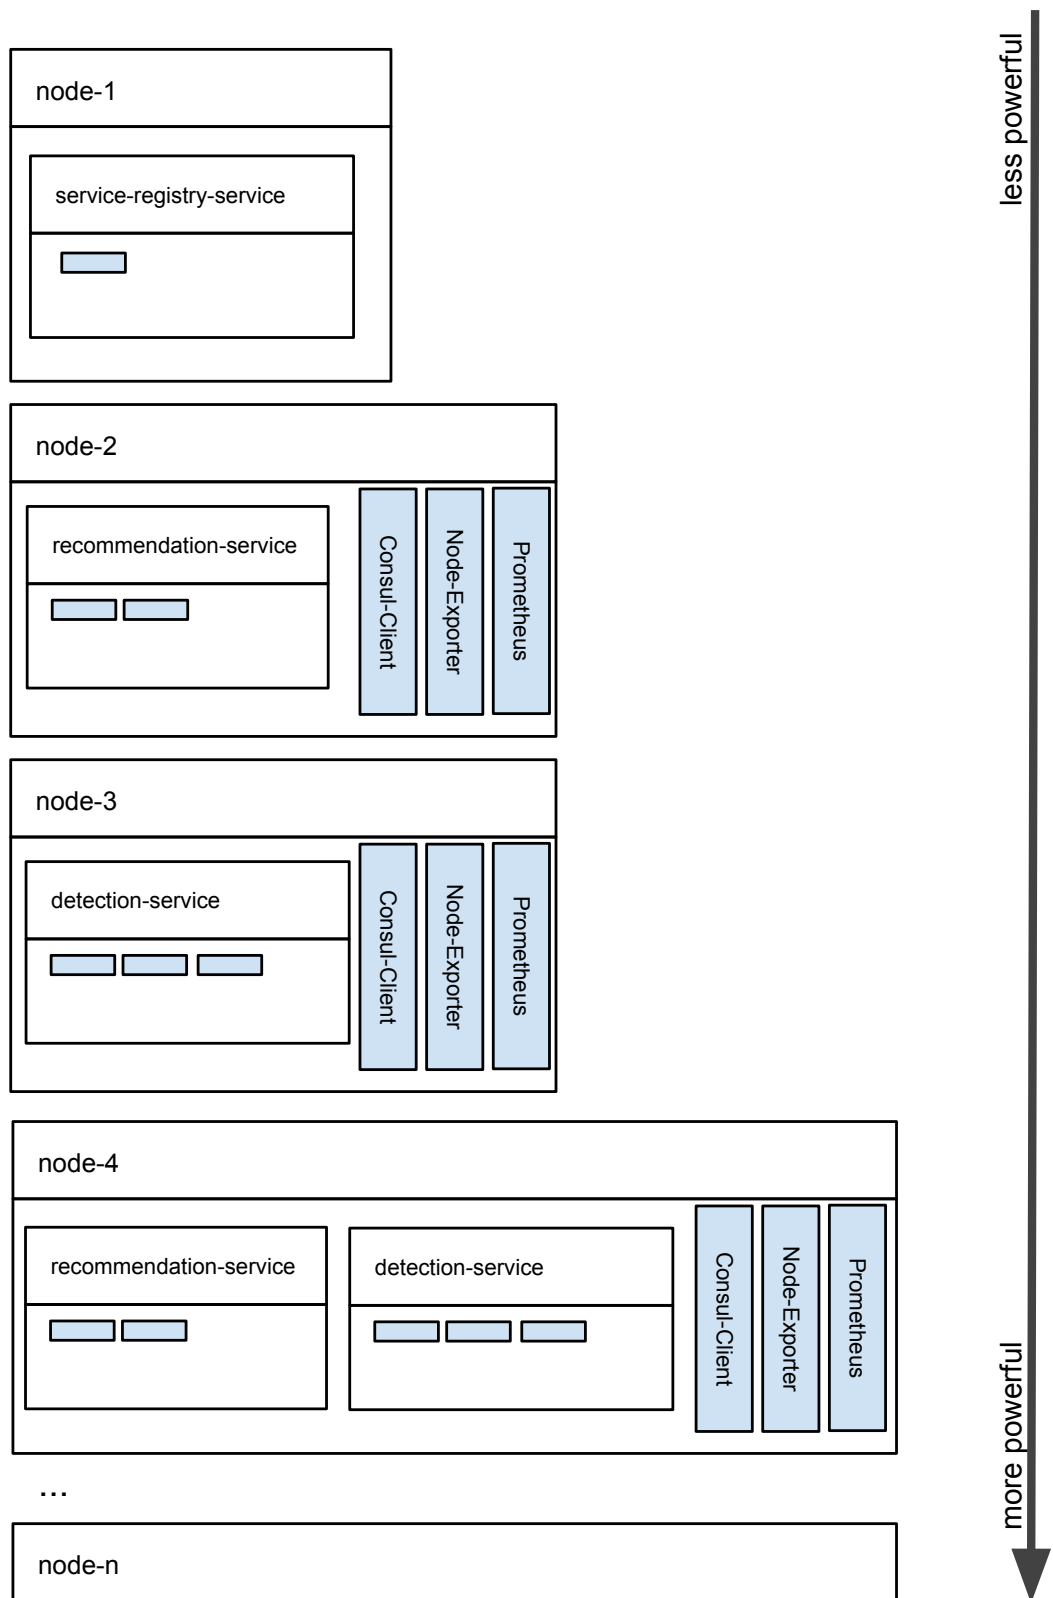 less powerful
node-1
service-registry-service
node-2
recommendation-service
Consul-Client
Node-Exporter
Prometheus
node-3
detection-service
Consul-Client
Node-Exporter
Prometheus
node-4
recommendation-service
detection-service
Consul-Client
Node-Exporter
Prometheus
more powerful
...
node-n